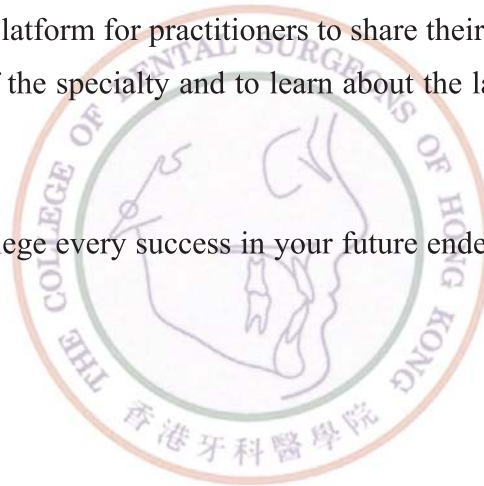 latform for practitioners to share their
THE COLLEGE OF DENTAL SURGEONS OF HONG KONG
the specialty and to learn about the la
lege every success in your future ende
香港牙科醫學院